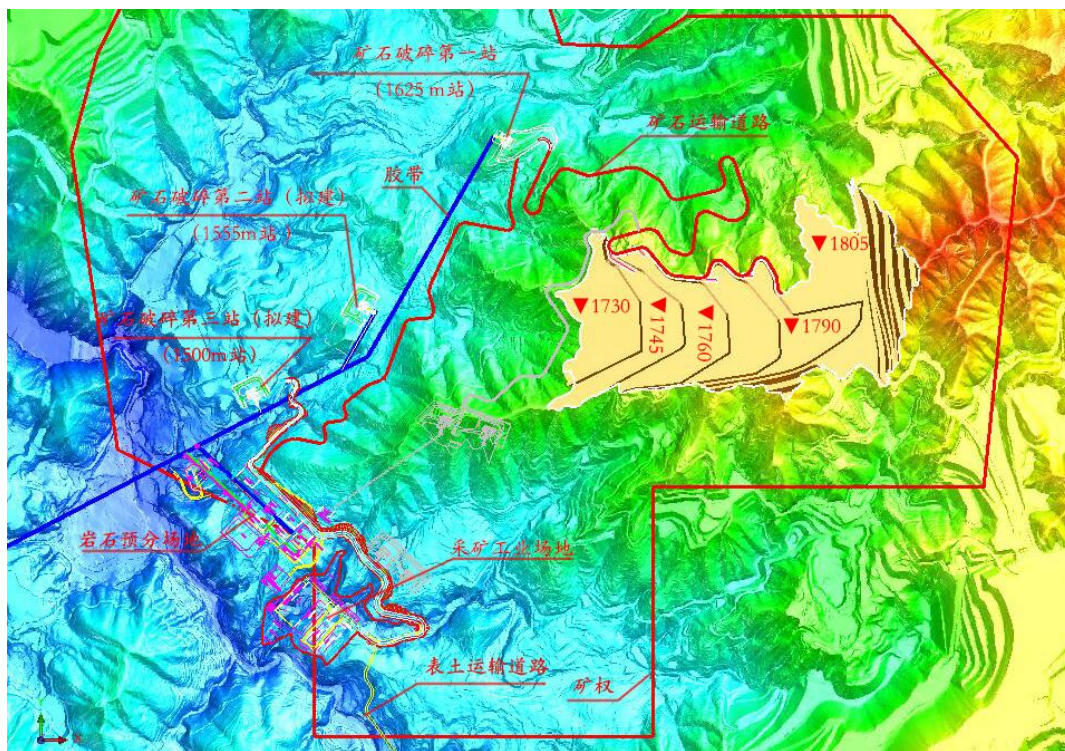 矿石破碎第一站
(1625 m站)
矿石运输道路
胶带
矿石破碎第二站（拟建）
(1555m站)
▼1805
▼1730
▼1745
▼1760
▼1790
矿石破碎第三站（拟建）
(1500m站)
岩石预分场地
采矿工业场地
表土运输道路
矿权